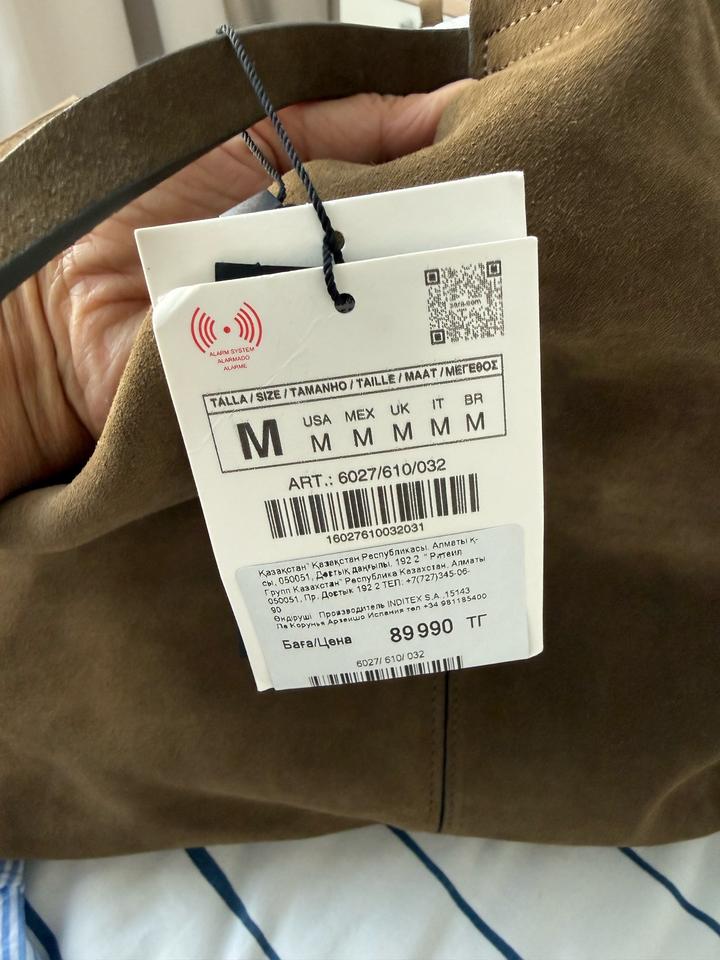 zara.com
ALARM SYSTEM
ALARMADO
ALARME
TALLA / SIZE / TAMANHO / TAILLE / MAAT / ΜΕΓΕΘΟΣ
M
USA MEX UK IT BR
M M M M M
ART.: 6027/610/032
16027610032031
Қазақстан" Қазақстан Республикасы, Алматы қ-
сы, 050051, Достық даңғылы, 192 2 " Ритейл
Групп Казахстан" Республика Казахстан, Алматы
050051, Пр. Достык 192 2 ТЕЛ: +7(727)345-06-
90
Өндіруші Производитель INDITEX S.A. 15143
Ла Корунья Артейшо Испания тел +34 981185400
Баға/Цена 89990 ТГ
6027/ 610/ 032